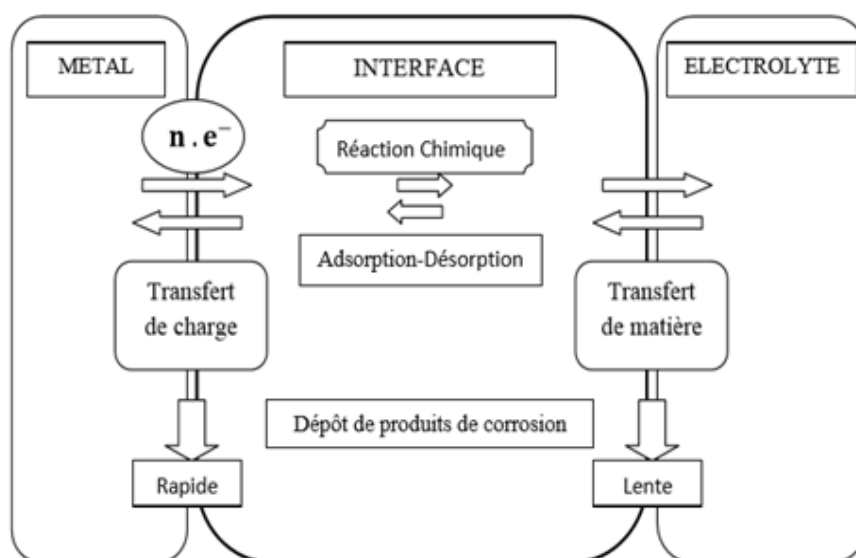 METAL
INTERFACE
ELECTROLYTE
n . e⁻
Réaction Chimique
Adsorption-Désorption
Transfert
de charge
Transfert
de matière
Dépôt de produits de corrosion
Rapide
Lente